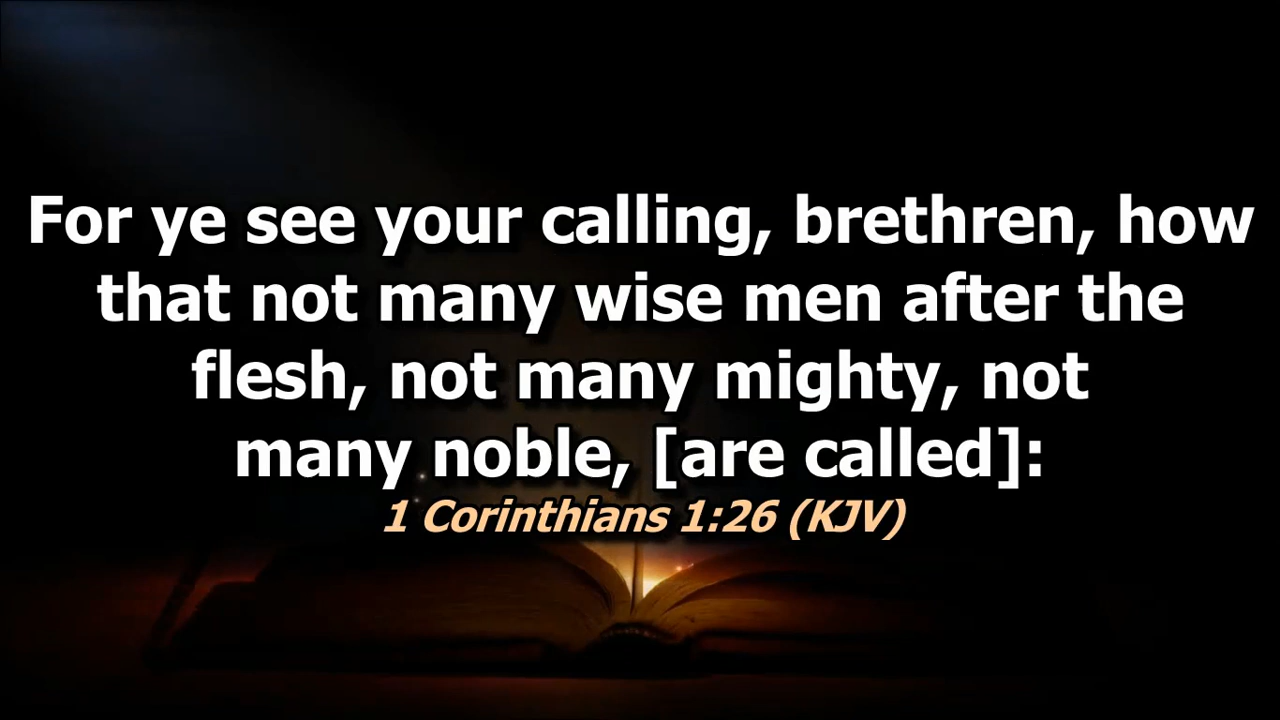 For ye see your calling, brethren, how
that not many wise men after the
flesh, not many mighty, not
many noble, [are called]:
1 Corinthians 1:26 (KJV)